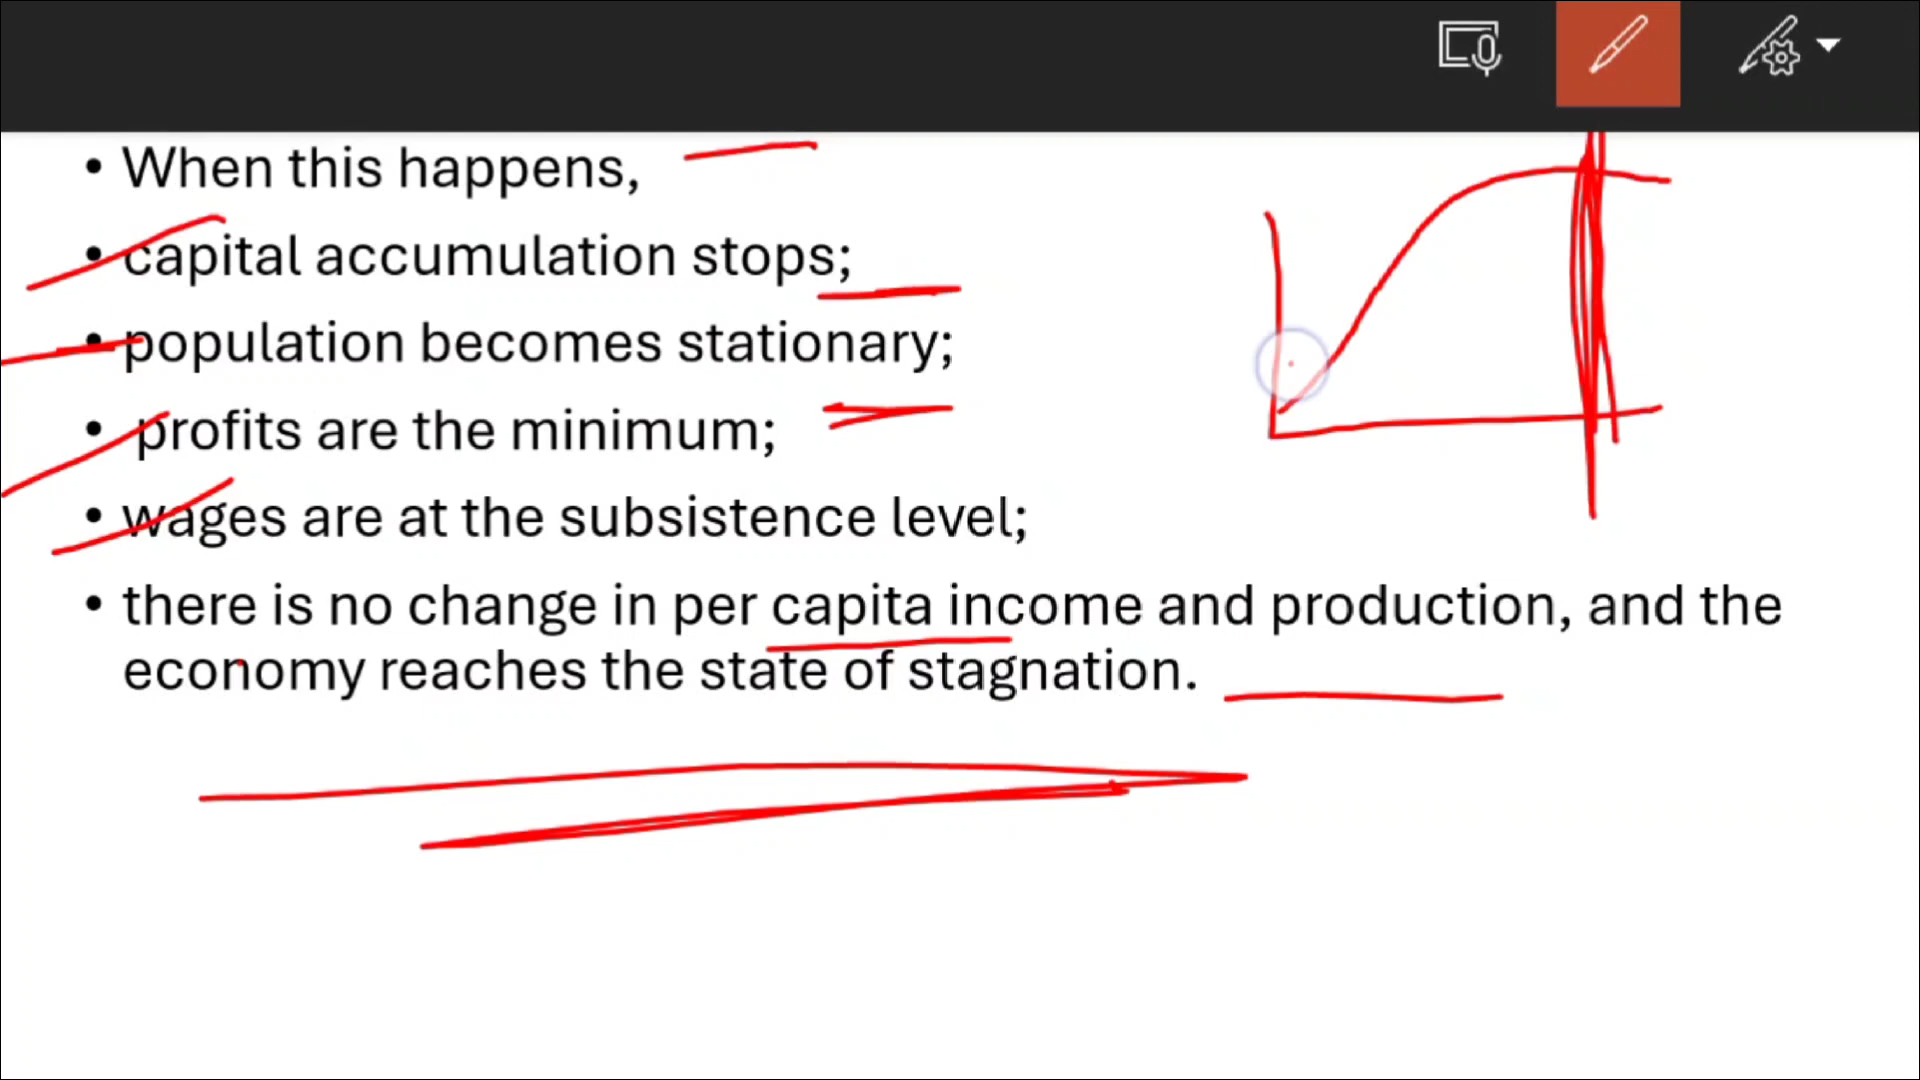 • When this happens,
• capital accumulation stops;
• population becomes stationary;
• profits are the minimum;
• wages are at the subsistence level;
• there is no change in per capita income and production, and the
economy reaches the state of stagnation.